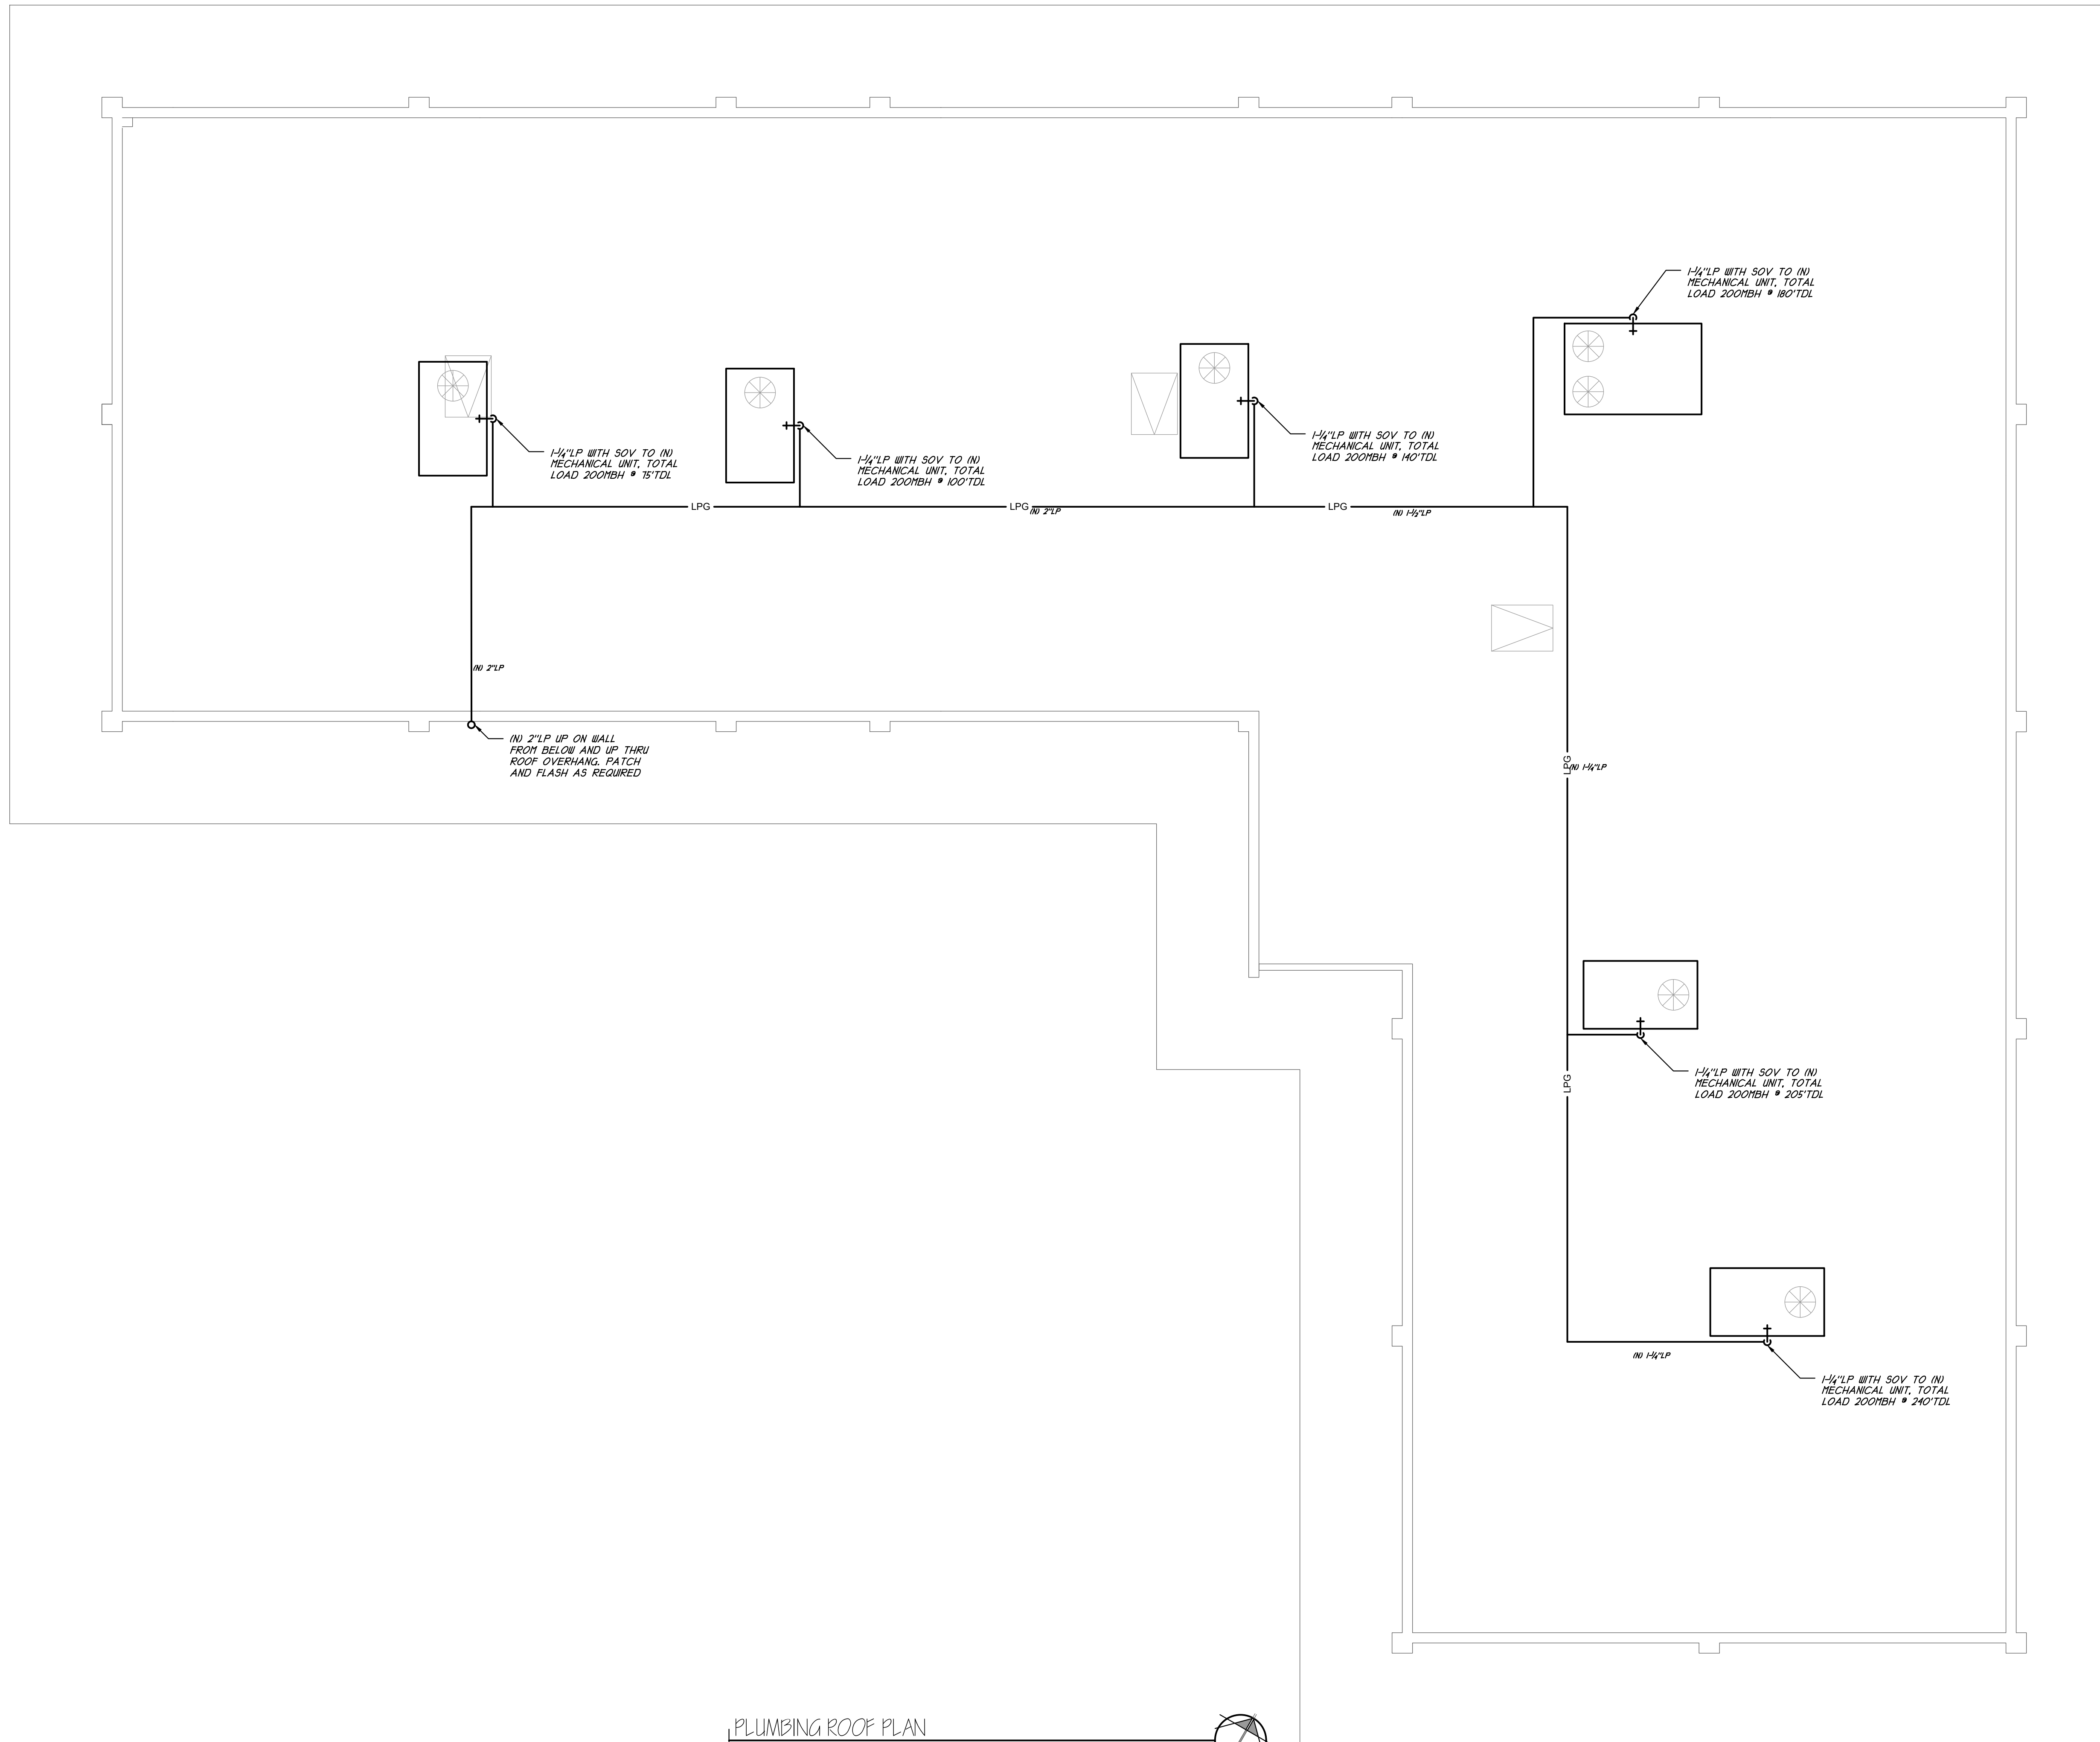 1-1/4"LP WITH SOV TO (N)
MECHANICAL UNIT, TOTAL
LOAD 200MBH @ 180'TDL
1-1/4"LP WITH SOV TO (N)
MECHANICAL UNIT, TOTAL
LOAD 200MBH @ 75'TDL
1-1/4"LP WITH SOV TO (N)
MECHANICAL UNIT, TOTAL
LOAD 200MBH @ 100'TDL
1-1/4"LP WITH SOV TO (N)
MECHANICAL UNIT, TOTAL
LOAD 200MBH @ 140'TDL
LPG
LPG
(N) 2"LP
LPG
(N) 1-1/2"LP
(N) 2"LP
(N) 2"LP UP ON WALL
FROM BELOW AND UP THRU
ROOF OVERHANG. PATCH
AND FLASH AS REQUIRED
LPG
(N) 1-1/4"LP
LPG
1-1/4"LP WITH SOV TO (N)
MECHANICAL UNIT, TOTAL
LOAD 200MBH @ 205'TDL
(N) 1-1/4"LP
1-1/4"LP WITH SOV TO (N)
MECHANICAL UNIT, TOTAL
LOAD 200MBH @ 240'TDL
PLUMBING ROOF PLAN